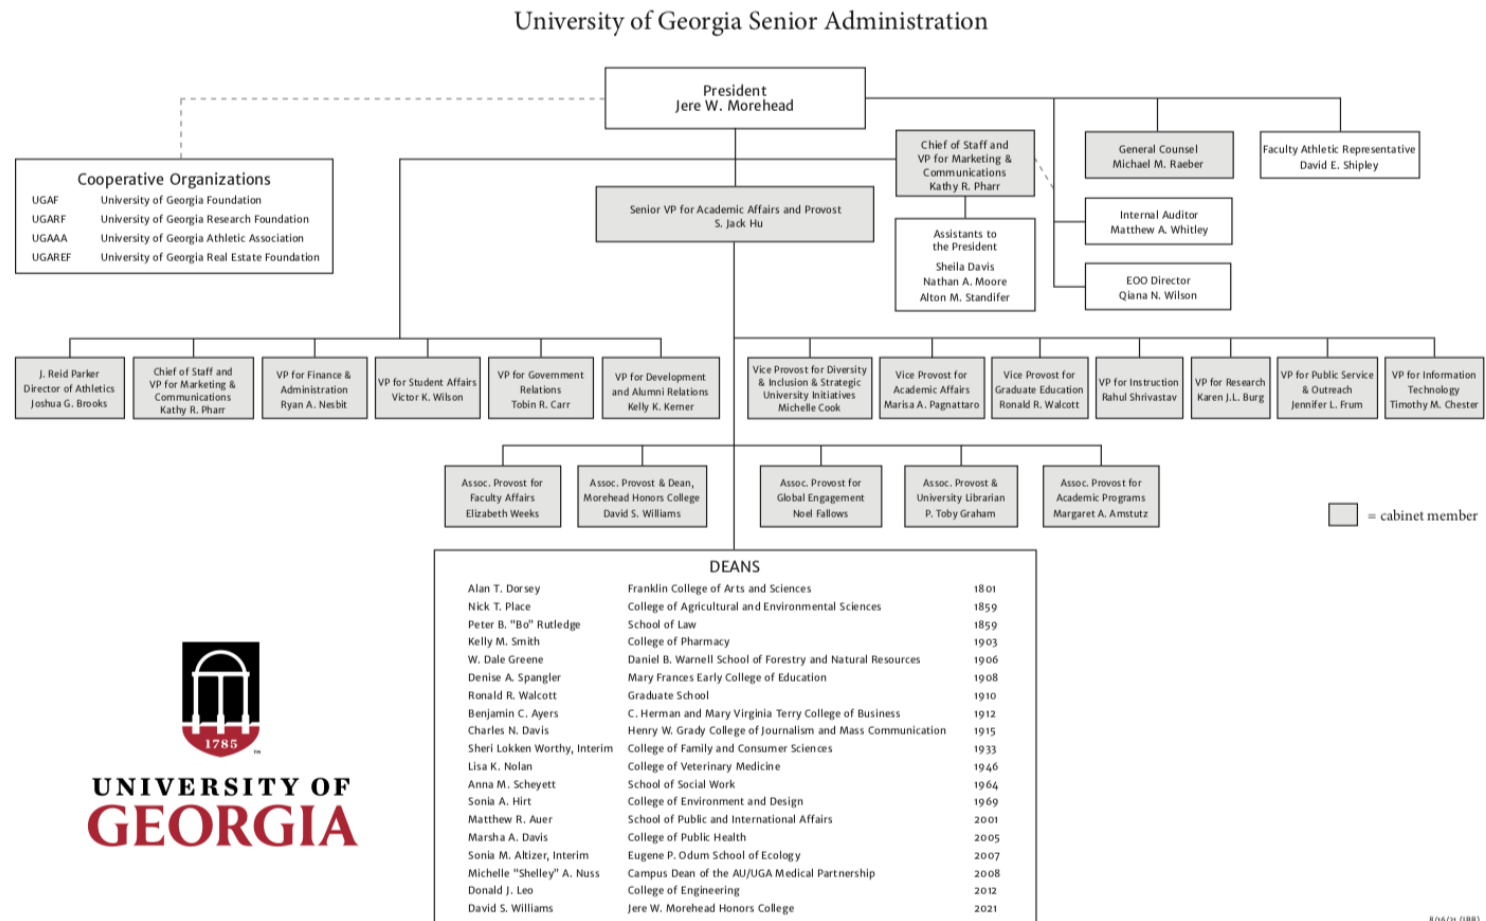 University of Georgia Senior Administration
President
Jere W. Morehead
Cooperative Organizations
UGAF University of Georgia Foundation
UGARF University of Georgia Research Foundation
UGAAA University of Georgia Athletic Association
UGAREF University of Georgia Real Estate Foundation
Senior VP for Academic Affairs and Provost
S. Jack Hu
Chief of Staff and
VP for Marketing &
Communications
Kathy R. Pharr
Assistants to
the President
Sheila Davis
Nathan A. Moore
Alton M. Standifer
General Counsel
Michael M. Raeber
Faculty Athletic Representative
David E. Shipley
Internal Auditor
Matthew A. Whitley
EOO Director
Qiana N. Wilson
J. Reid Parker
Director of Athletics
Joshua G. Brooks
Chief of Staff and
VP for Marketing &
Communications
Kathy R. Pharr
VP for Finance &
Administration
Ryan A. Nesbit
VP for Student Affairs
Victor K. Wilson
VP for Government
Relations
Tobin R. Carr
VP for Development
and Alumni Relations
Kelly K. Kerner
Vice Provost for Diversity
& Inclusion & Strategic
University Initiatives
Michelle Cook
Vice Provost for
Academic Affairs
Marisa A. Pagnattaro
Vice Provost for
Graduate Education
Ronald R. Walcott
VP for Instruction
Rahul Shrivastav
VP for Research
Karen J.L. Burg
VP for Public Service
& Outreach
Jennifer L. Frum
VP for Information
Technology
Timothy M. Chester
Assoc. Provost for
Faculty Affairs
Elizabeth Weeks
Assoc. Provost & Dean,
Morehead Honors College
David S. Williams
Assoc. Provost for
Global Engagement
Noel Fallows
Assoc. Provost &
University Librarian
P. Toby Graham
Assoc. Provost for
Academic Programs
Margaret A. Amstutz
= cabinet member
DEANS
Alan T. Dorsey Franklin College of Arts and Sciences 1801
Nick T. Place College of Agricultural and Environmental Sciences 1859
Peter B. "Bo" Rutledge School of Law 1859
Kelly M. Smith College of Pharmacy 1903
W. Dale Greene Daniel B. Warnell School of Forestry and Natural Resources 1906
Denise A. Spangler Mary Frances Early College of Education 1908
Ronald R. Walcott Graduate School 1910
Benjamin C. Ayers C. Herman and Mary Virginia Terry College of Business 1912
Charles N. Davis Henry W. Grady College of Journalism and Mass Communication 1915
Sheri Lokken Worthy, Interim College of Family and Consumer Sciences 1933
Lisa K. Nolan College of Veterinary Medicine 1946
Anna M. Scheyett School of Social Work 1964
Sonia A. Hirt College of Environment and Design 1969
Matthew R. Auer School of Public and International Affairs 2001
Marsha A. Davis College of Public Health 2005
Sonia M. Altizer, Interim Eugene P. Odum School of Ecology 2007
Michelle "Shelley" A. Nuss Campus Dean of the AU/UGA Medical Partnership 2008
Donald J. Leo College of Engineering 2012
David S. Williams Jere W. Morehead Honors College 2021
1785
TM
UNIVERSITY OF
GEORGIA